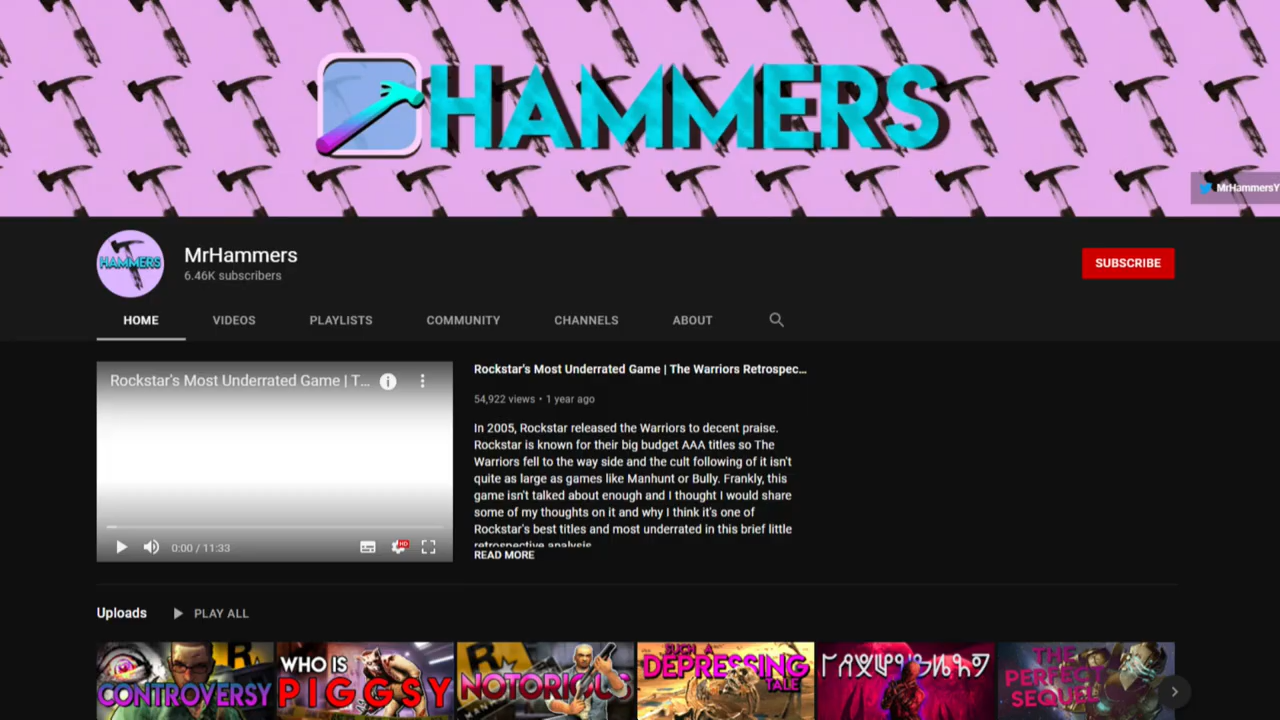 HAMMERS
MrHammersY
HAMMERS
MrHammers
6.46K subscribers
SUBSCRIBE
HOME VIDEOS PLAYLISTS COMMUNITY CHANNELS ABOUT
Rockstar's Most Underrated Game | T...
0:00 / 11:33
HD
Rockstar's Most Underrated Game | The Warriors Retrospec...
54,922 views • 1 year ago
In 2005, Rockstar released the Warriors to decent praise.
Rockstar is known for their big budget AAA titles so The
Warriors fell to the way side and the cult following of it isn't
quite as large as games like Manhunt or Bully. Frankly, this
game isn't talked about enough and I thought I would share
some of my thoughts on it and why I think it's one of
Rockstar's best titles and most underrated in this brief little
retrospective analysis.
READ MORE
Uploads PLAY ALL
CONTROVERSY
WHO IS
PIGGSY
NOTORIOUS
SUCH A
DEPRESSING
TALE
THE
PERFECT
SEQUEL